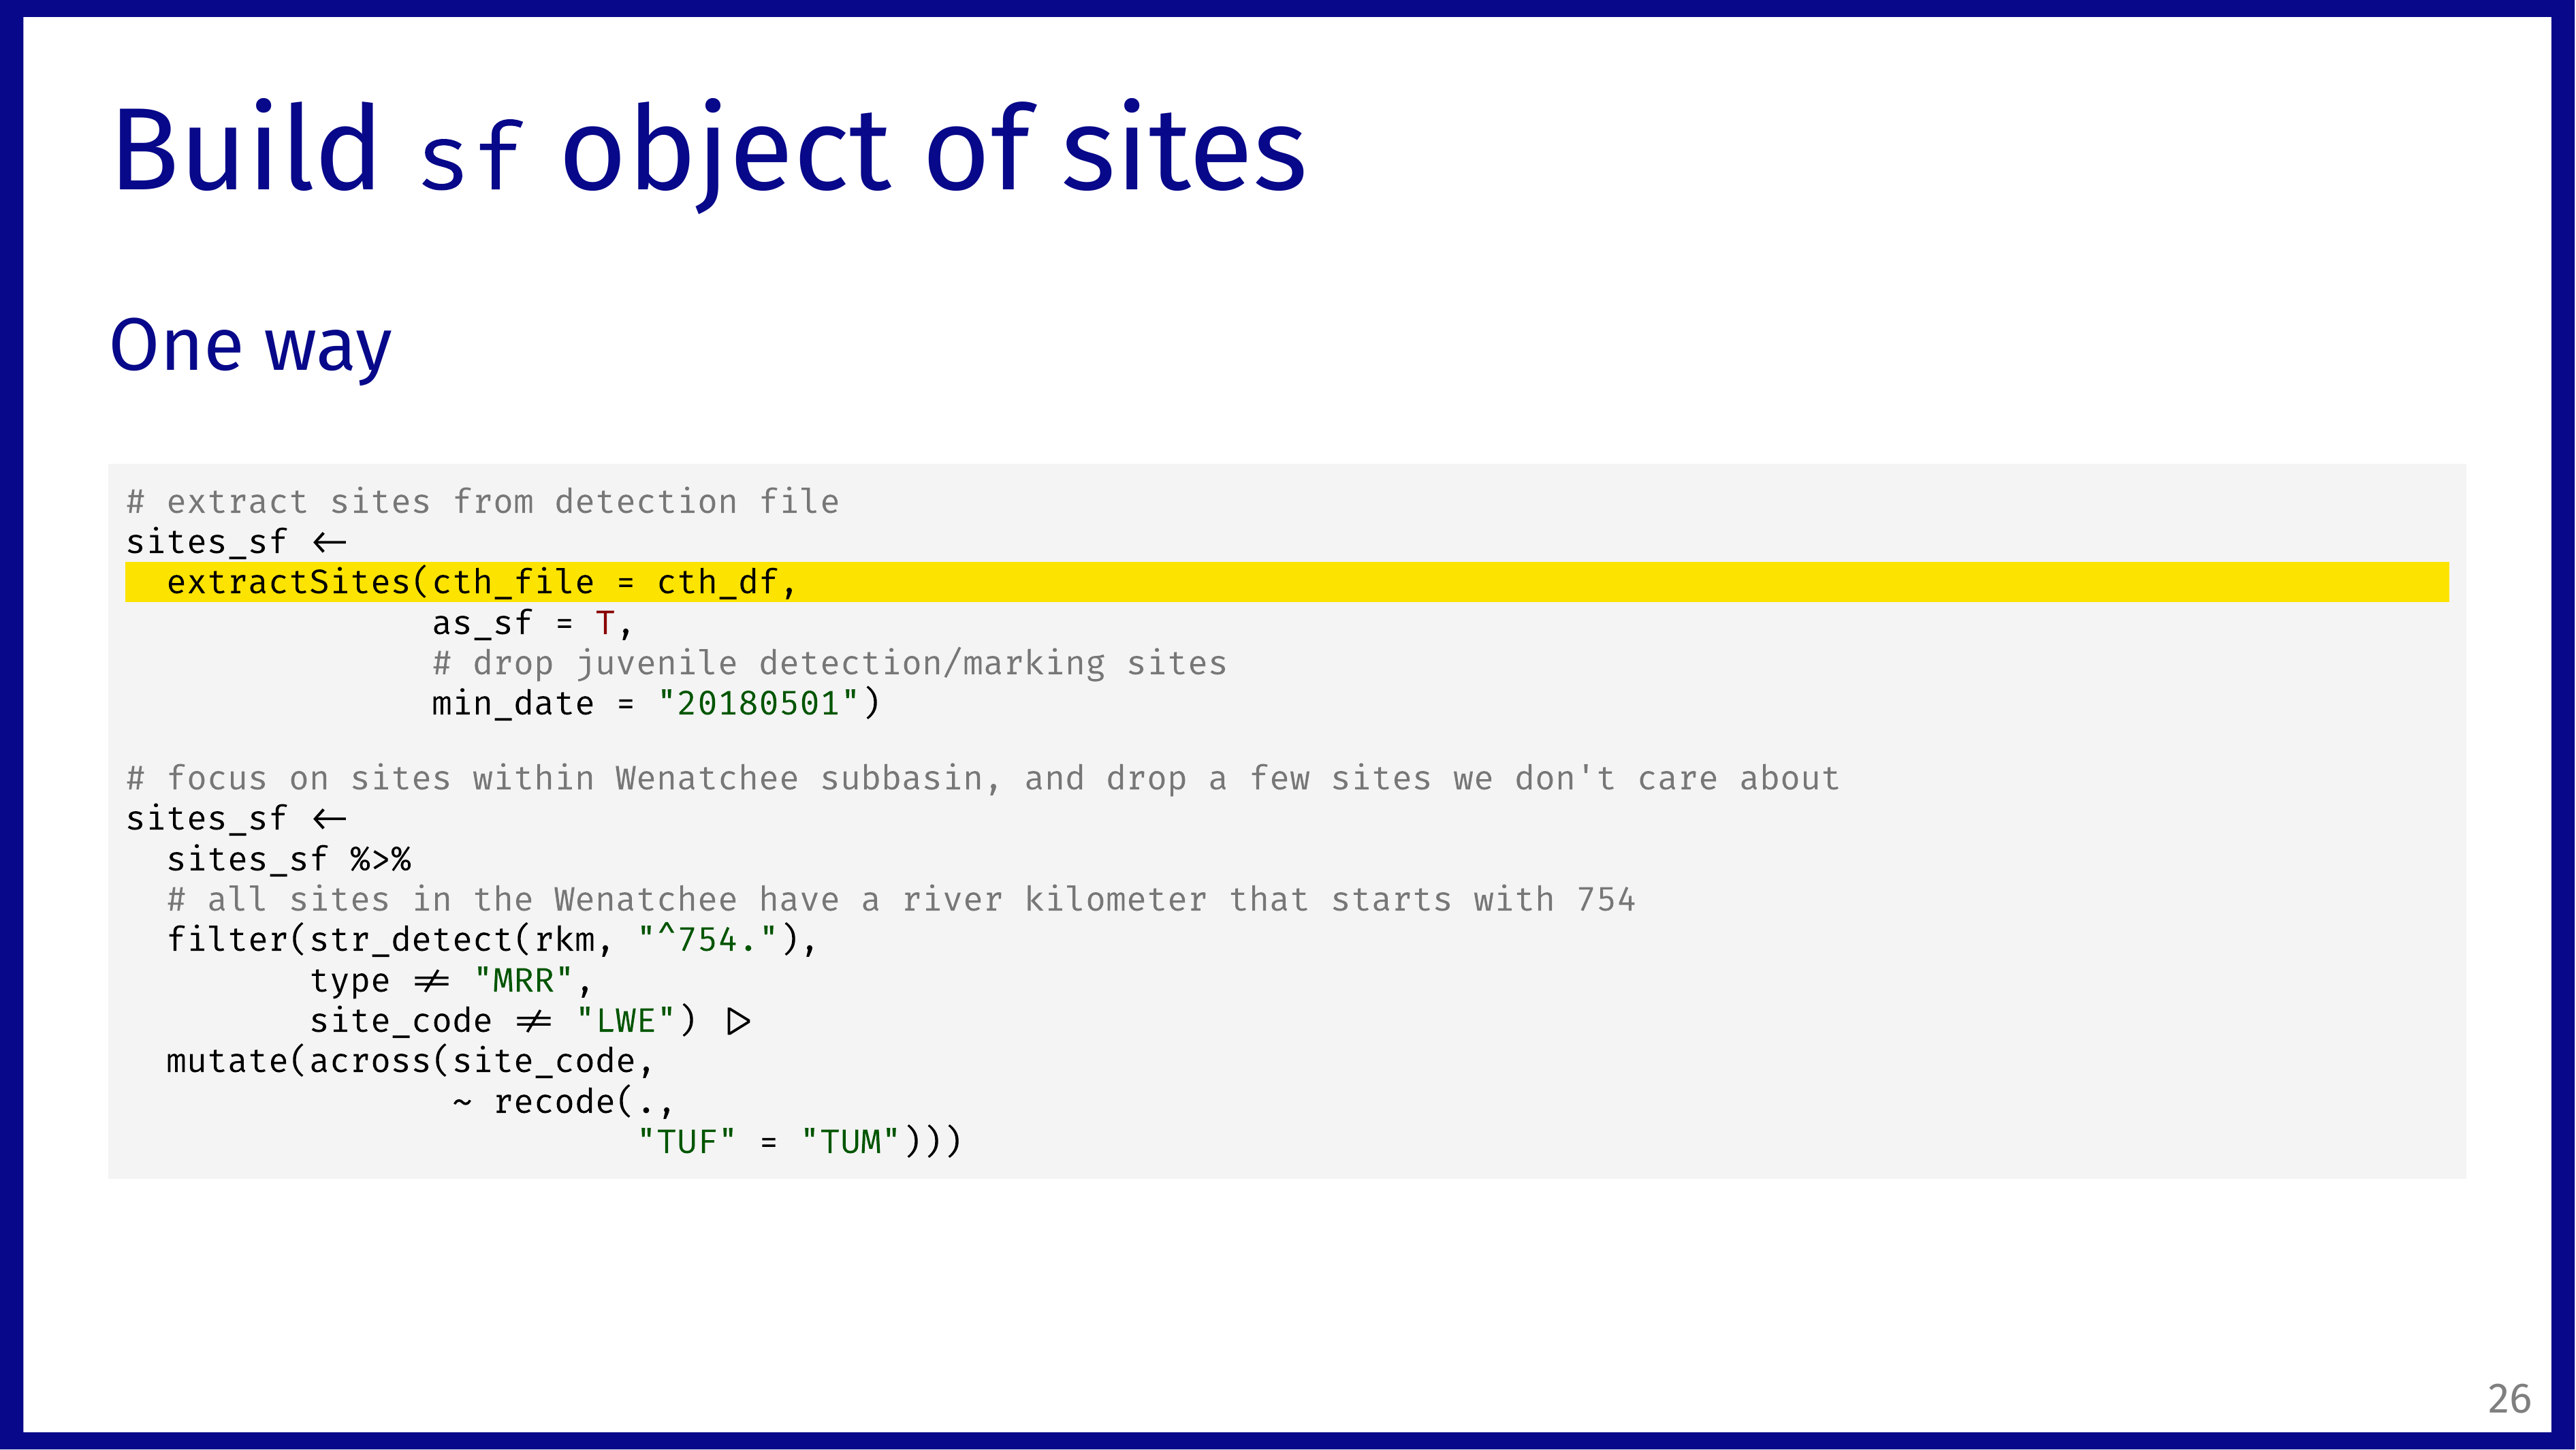 Build sf object of sites
One way
# extract sites from detection file
sites_sf <-
  extractSites(cth_file = cth_df,
               as_sf = T,
               # drop juvenile detection/marking sites
               min_date = "20180501")

# focus on sites within Wenatchee subbasin, and drop a few sites we don't care about
sites_sf <-
  sites_sf %>%
  # all sites in the Wenatchee have a river kilometer that starts with 754
  filter(str_detect(rkm, "^754."),
         type != "MRR",
         site_code != "LWE") |>
  mutate(across(site_code,
                ~ recode(.,
                         "TUF" = "TUM")))
26